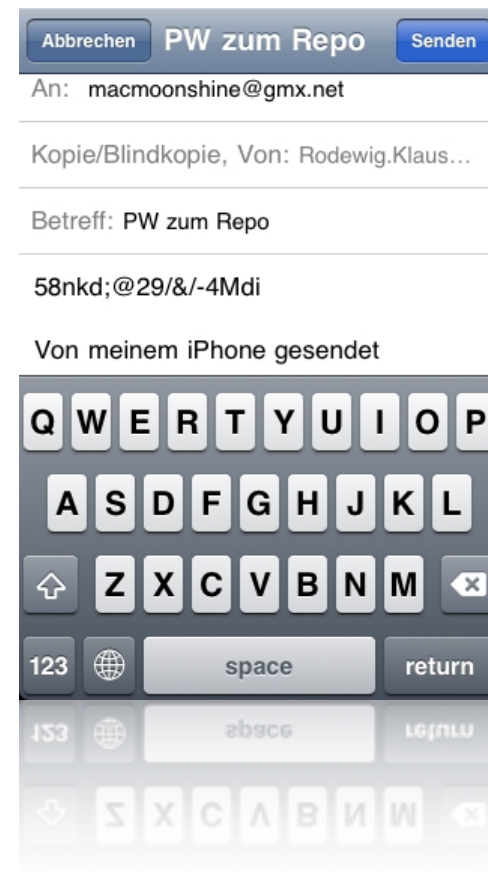 Abbrechen PW zum Repo Senden
An: macmoonshine@gmx.net
Kopie/Blindkopie, Von: Rodewig.Klaus...
Betreff: PW zum Repo
58nkd;@29/&/-4Mdi
Von meinem iPhone gesendet
Q W E R T Y U I O P
A S D F G H J K L
Z X C V B N M
123 space return